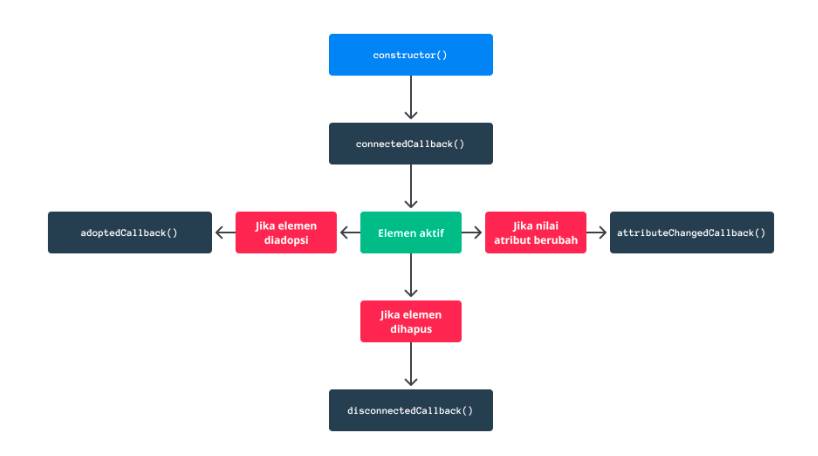 constructor()
connectedCallback()
adoptedCallback()
Jika elemen
diadopsi
Elemen aktif
Jika nilai
atribut berubah
attributeChangedCallback()
Jika elemen
dihapus
disconnectedCallback()